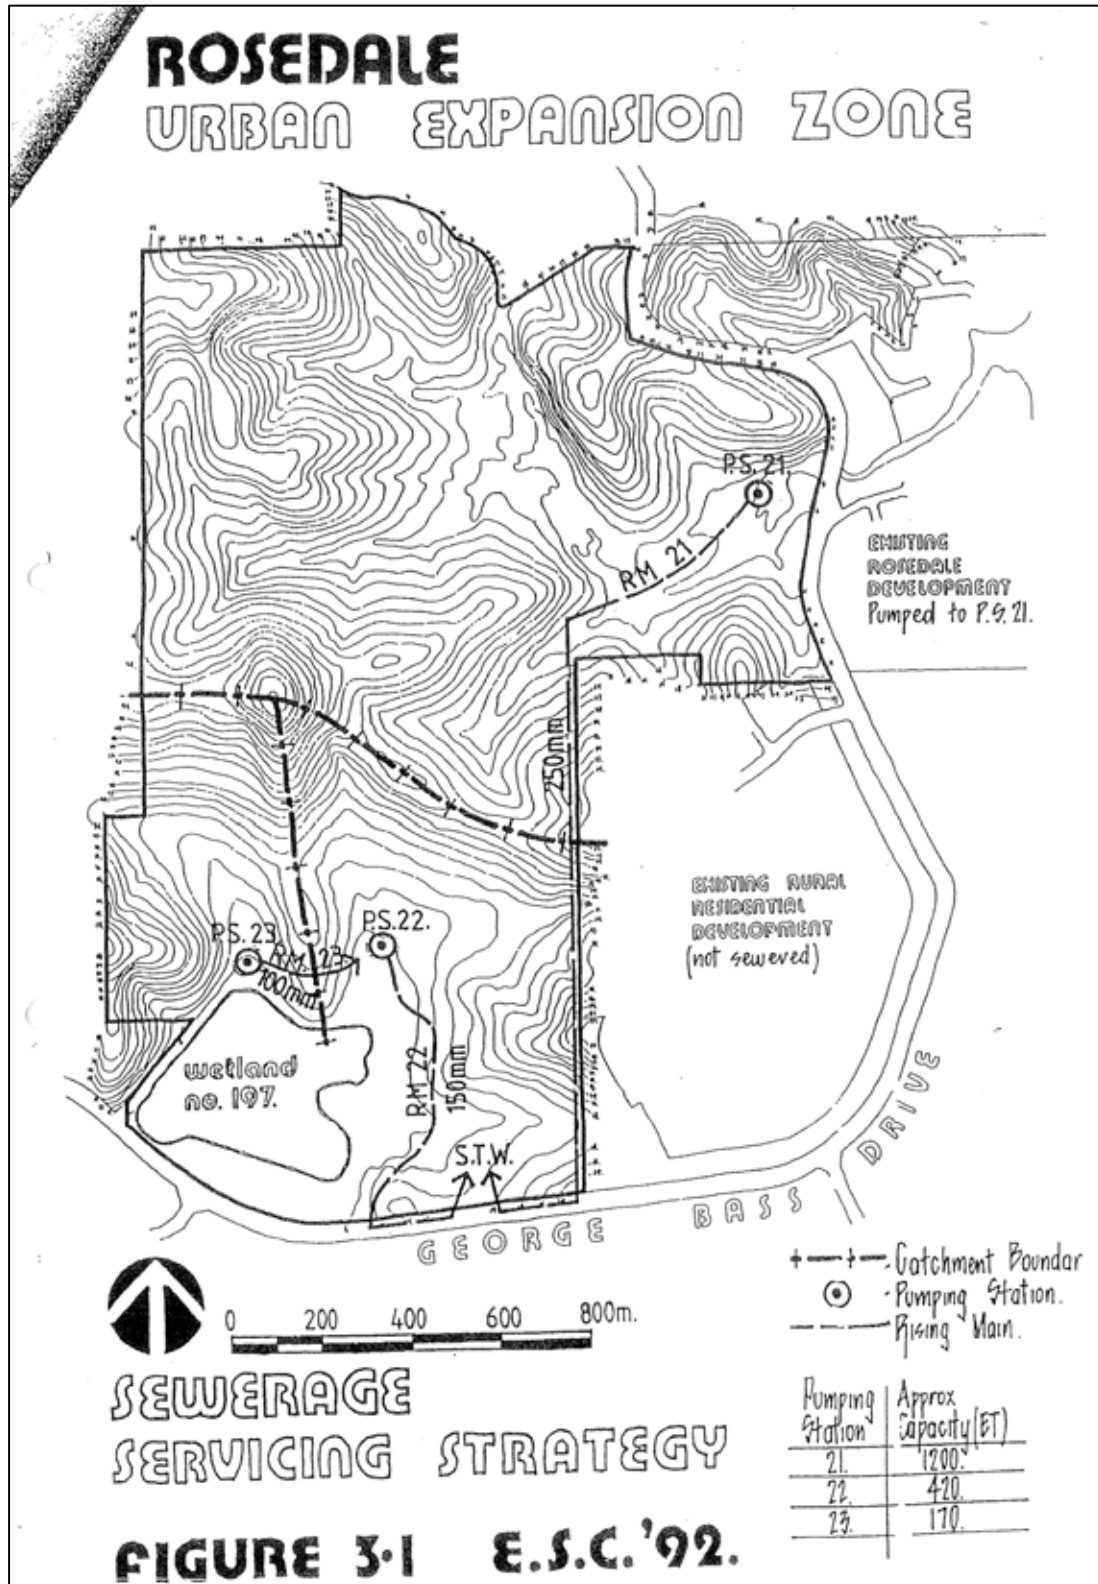 ROSEDALE
URBAN EXPANSION ZONE
P.S. 21.
RM 21
EXISTING
ROSEDALE
DEVELOPMENT
Pumped to P.S. 21.
250mm
EXISTING RURAL
RESIDENTIAL
DEVELOPMENT
(not sewered)
P.S. 23
P.S. 22.
R.M. 23
100mm
wetland
no. 197.
RM 22
150mm
S.T.W.
GEORGE BASS DRIVE
Catchment Boundar
Pumping Station.
Rising Main.
0 200 400 600 800m.
SEWERAGE
SERVICING STRATEGY
Pumping Station Approx Capacity (ET)
21. 1200.
22. 420.
23. 170.
FIGURE 3·1 E.S.C. '92.